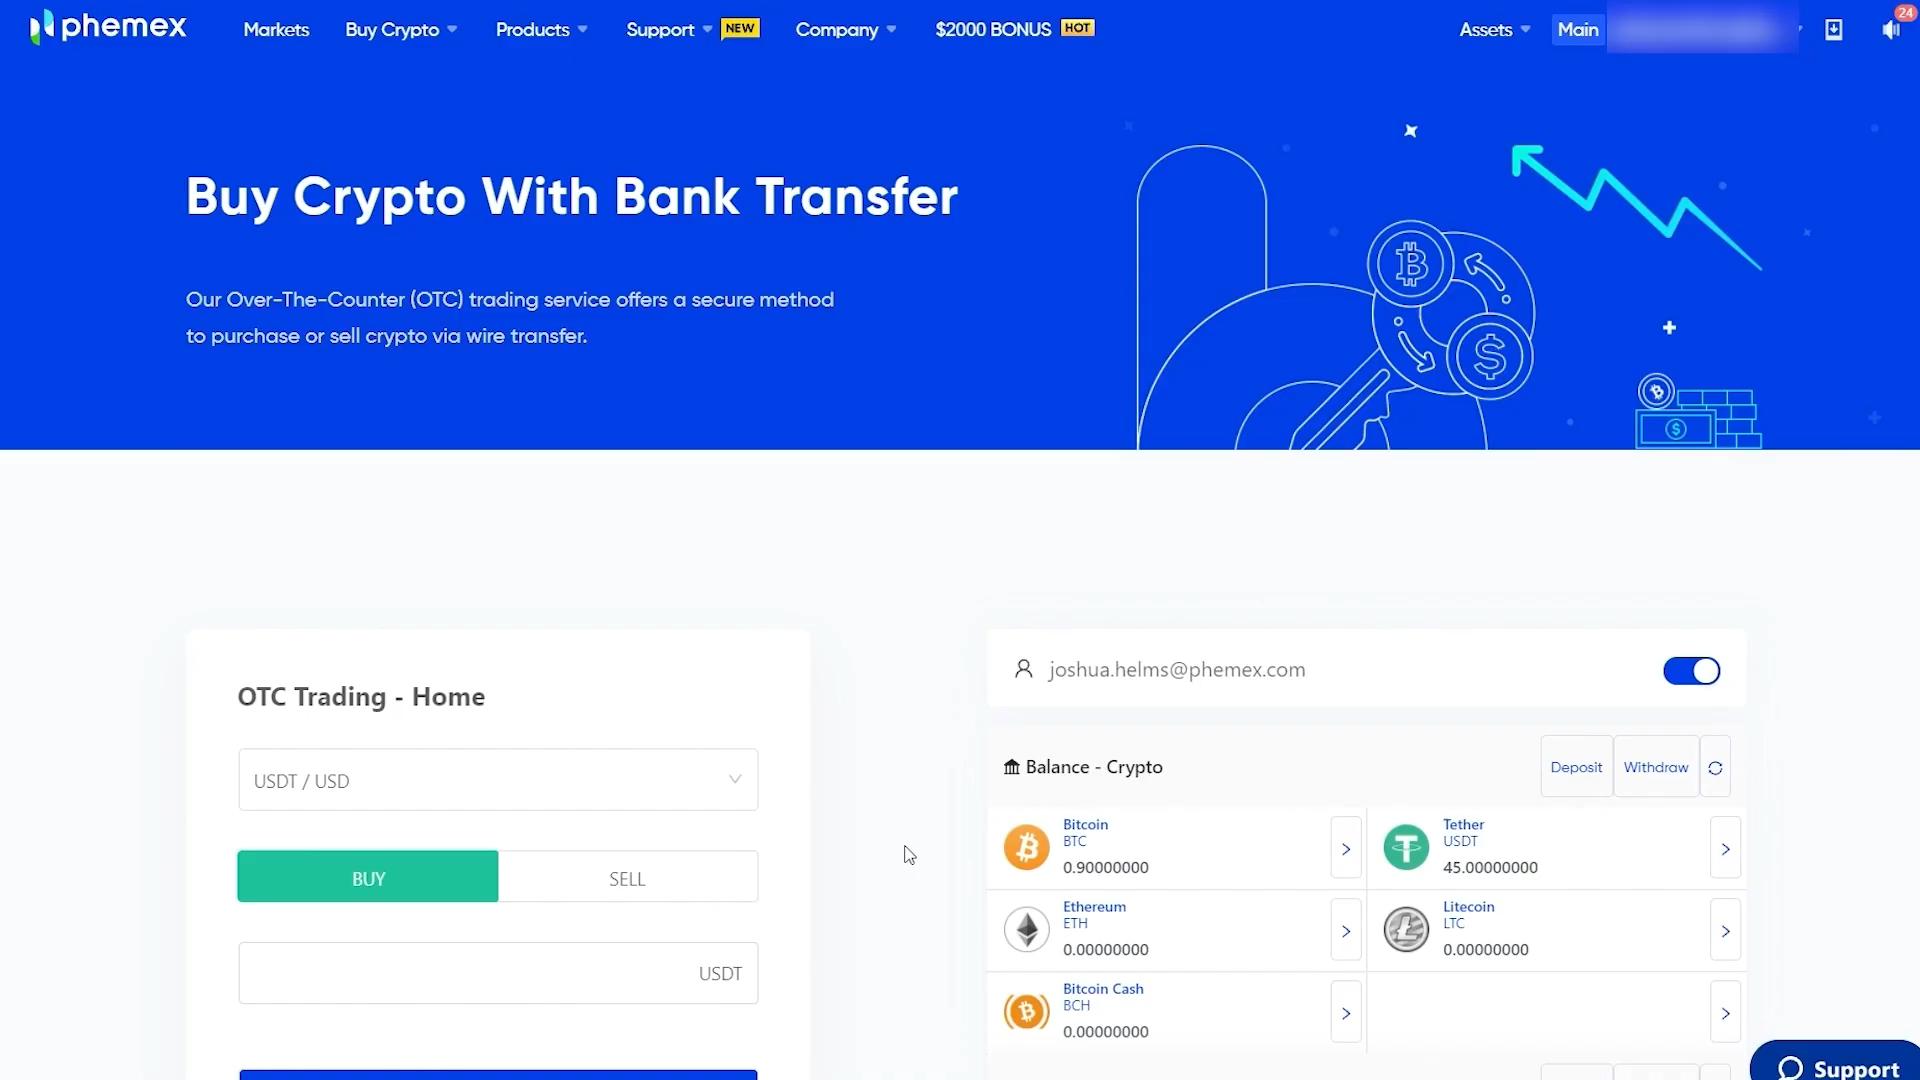 phemex
Markets
Buy Crypto
Products
Support
NEW
Company
$2000 BONUS
HOT
Assets
Main
24
Buy Crypto With Bank Transfer
Our Over-The-Counter (OTC) trading service offers a secure method
to purchase or sell crypto via wire transfer.
OTC Trading - Home
USDT / USD
BUY
SELL
USDT
joshua.helms@phemex.com
Balance - Crypto
Deposit
Withdraw
Bitcoin
BTC
0.90000000
Tether
USDT
45.00000000
Ethereum
ETH
0.00000000
Litecoin
LTC
0.00000000
Bitcoin Cash
BCH
0.00000000
Support